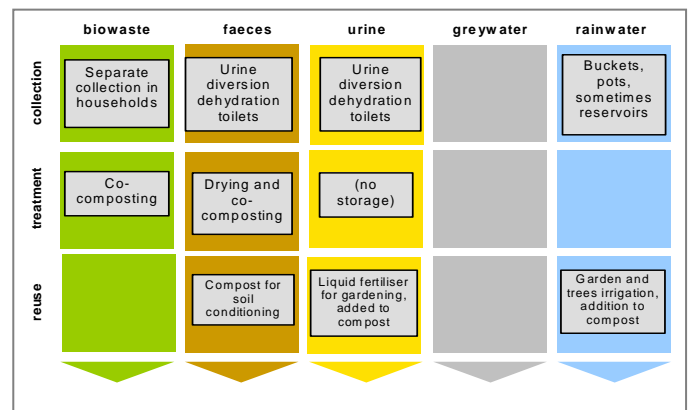 biowaste faeces urine greywater rainwater
collection
Separate
collection in
households
Urine
diversion
dehydration
toilets
Urine
diversion
dehydration
toilets
Buckets,
pots,
sometimes
reservoirs
treatment
Co-
composting
Drying and
co-
composting
(no
storage)
reuse
Compost for
soil
conditioning
Liquid fertiliser
for gardening,
added to
compost
Garden and
trees irrigation,
addition to
compost